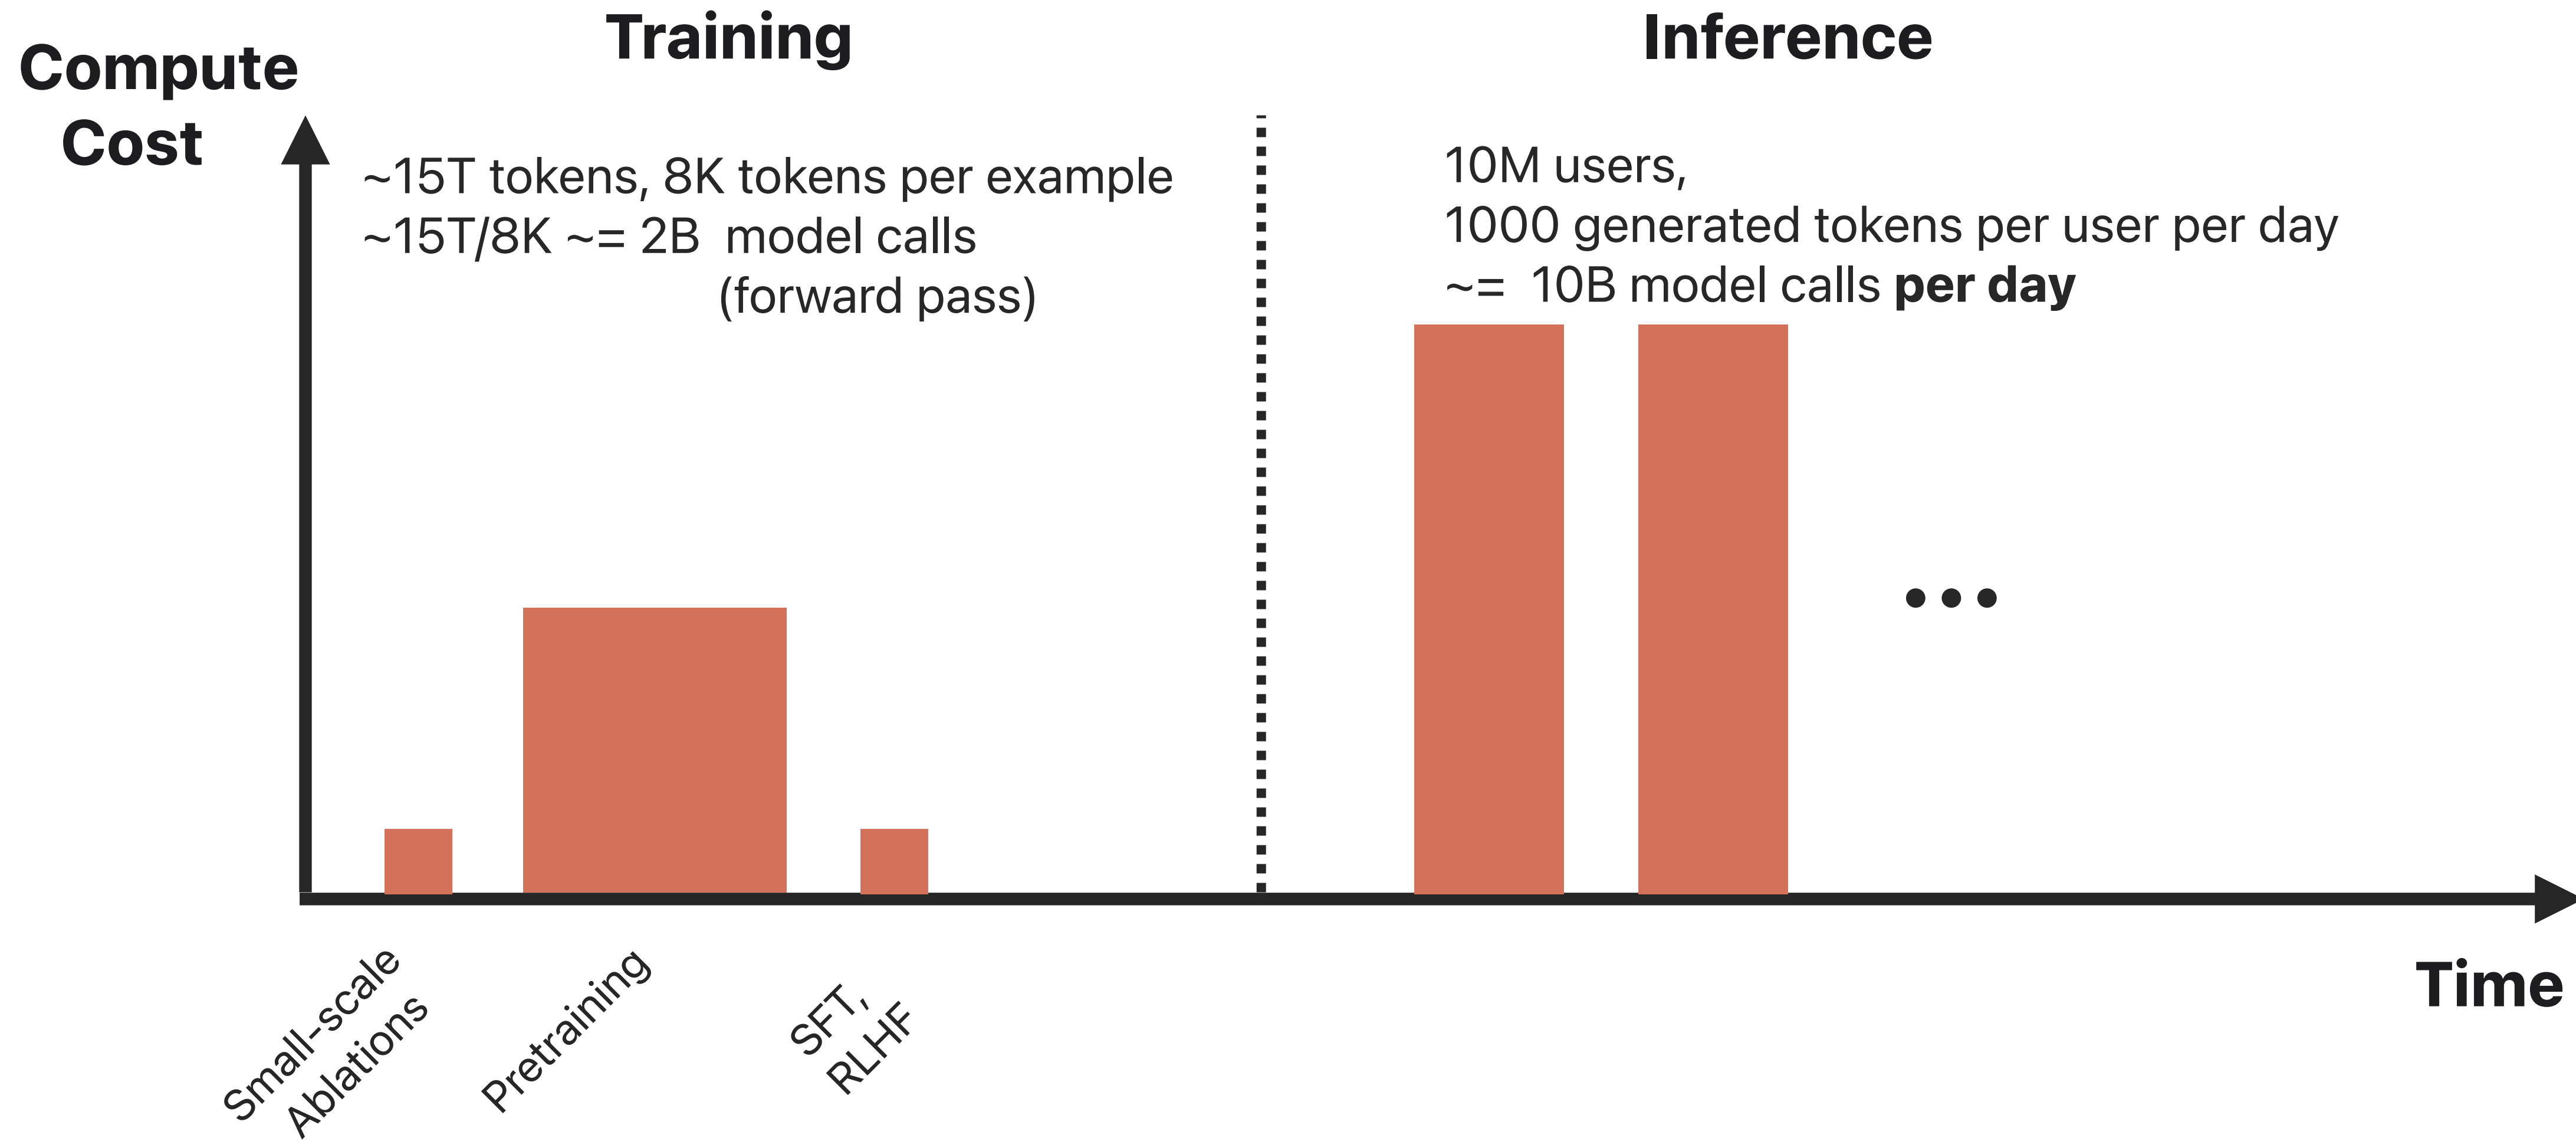 Compute
Cost
Training
~15T tokens, 8K tokens per example
~15T/8K ~= 2B  model calls
(forward pass)
Inference
10M users,
1000 generated tokens per user per day
~=  10B model calls per day
Small-scale
Ablations
Pretraining
SFT,
RLHF
Time